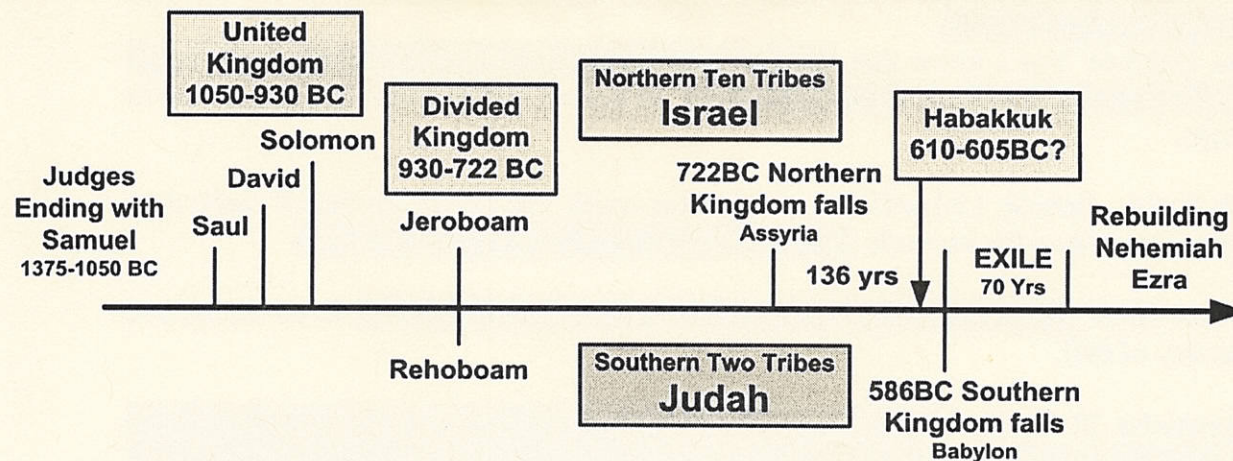 United
Kingdom
1050-930 BC
Northern Ten Tribes
Israel
Divided
Kingdom
930-722 BC
Habakkuk
610-605BC?
Solomon
David
Saul
Judges
Ending with
Samuel
1375-1050 BC
Jeroboam
722BC Northern
Kingdom falls
Assyria
136 yrs
EXILE
70 Yrs
Rebuilding
Nehemiah
Ezra
Rehoboam
Southern Two Tribes
Judah
586BC Southern
Kingdom falls
Babylon